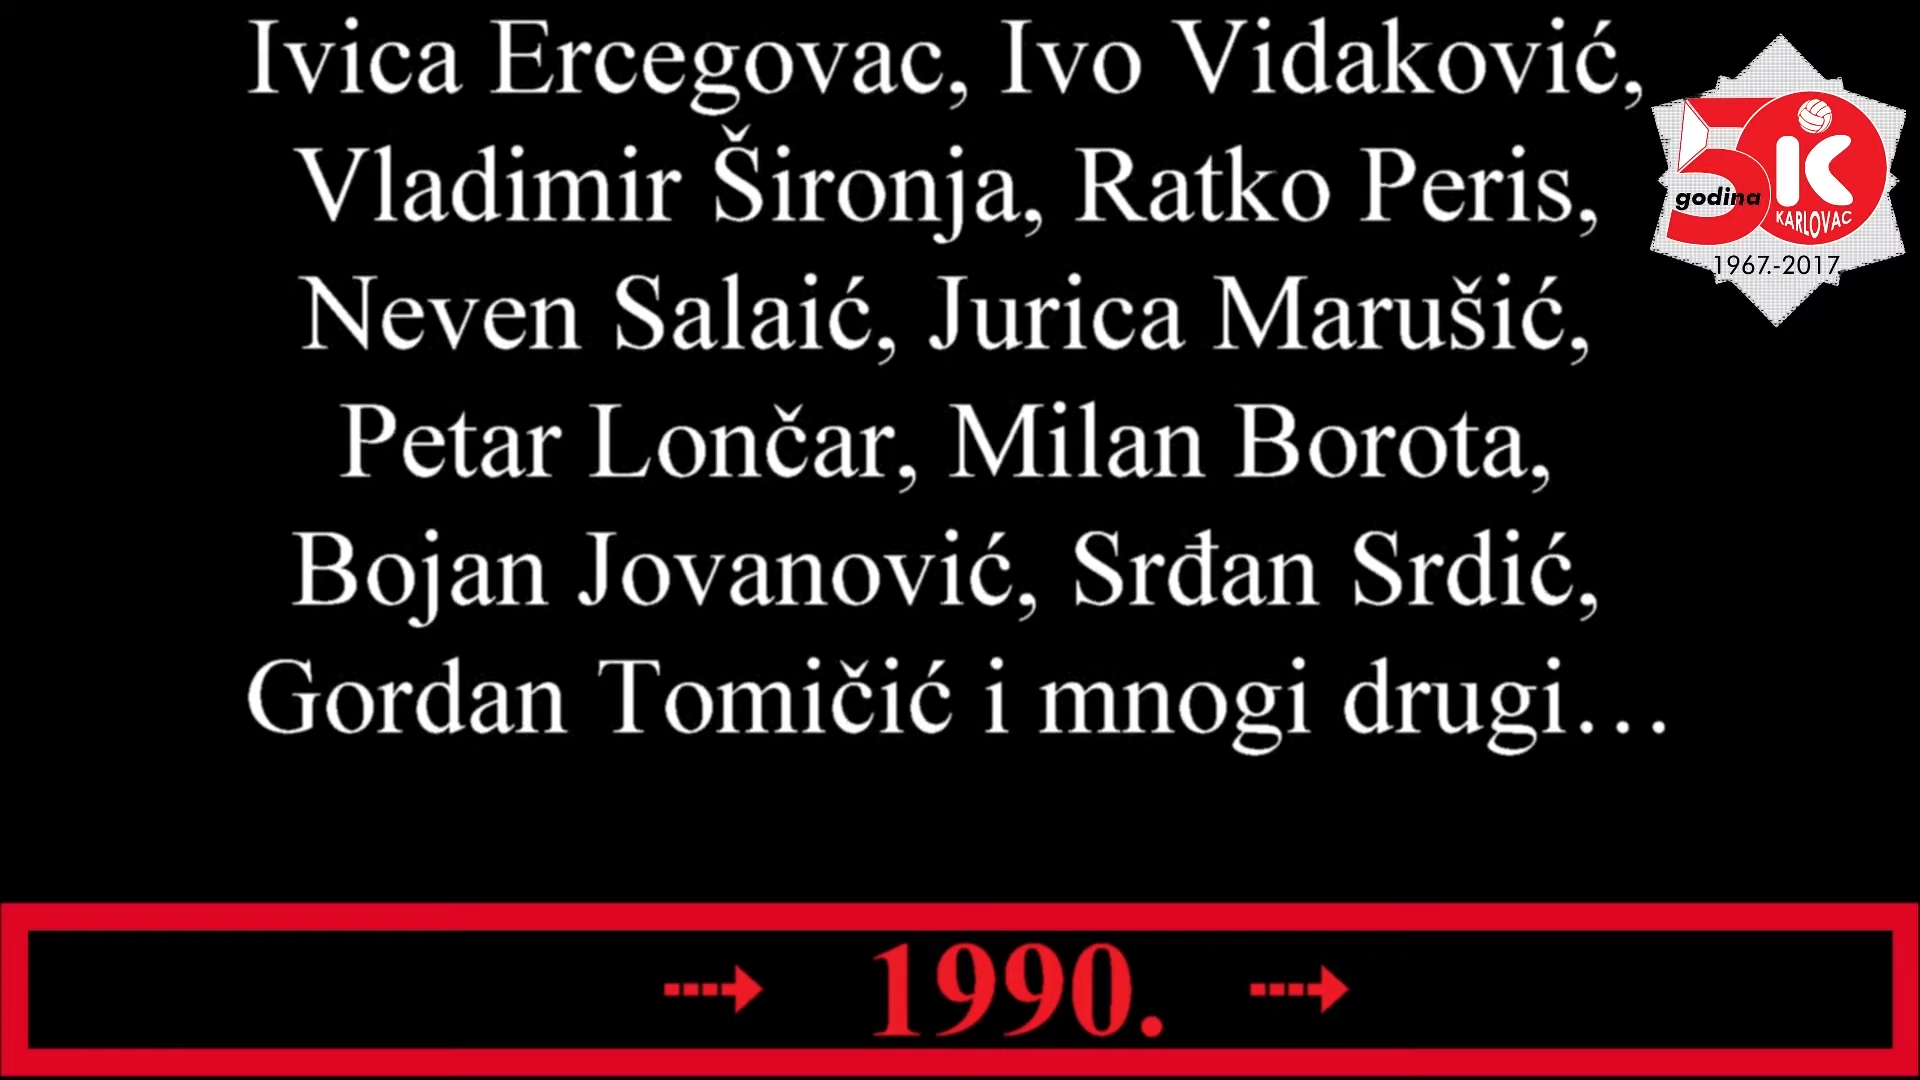 Ivica Ercegovac, Ivo Vidaković,
Vladimir Šironja, Ratko Peris,
Neven Salaić, Jurica Marušić,
Petar Lončar, Milan Borota,
Bojan Jovanović, Srđan Srdić,
Gordan Tomičić i mnogi drugi…
50 godina
K
KARLOVAC
1967.-2017
1990.